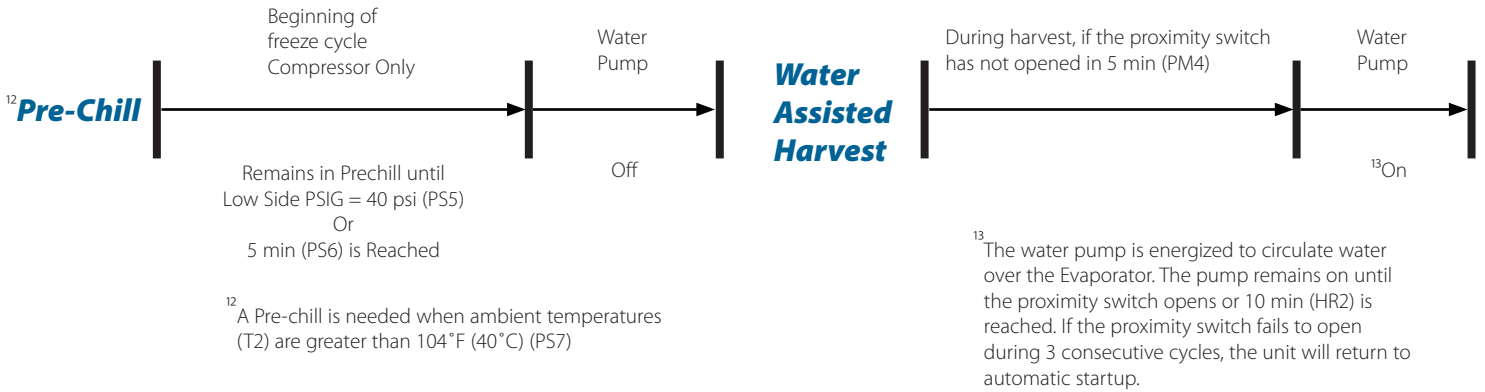 Beginning of
freeze cycle
Compressor Only
Water
Pump
¹²Pre-Chill
Remains in Prechill until
Low Side PSIG = 40 psi (PS5)
Or
5 min (PS6) is Reached
Off
¹²A Pre-chill is needed when ambient temperatures
(T2) are greater than 104˚F (40˚C) (PS7)
Water
Assisted
Harvest
During harvest, if the proximity switch
has not opened in 5 min (PM4)
Water
Pump
¹³On
¹³The water pump is energized to circulate water
over the Evaporator. The pump remains on until
the proximity switch opens or 10 min (HR2) is
reached. If the proximity switch fails to open
during 3 consecutive cycles, the unit will return to
automatic startup.